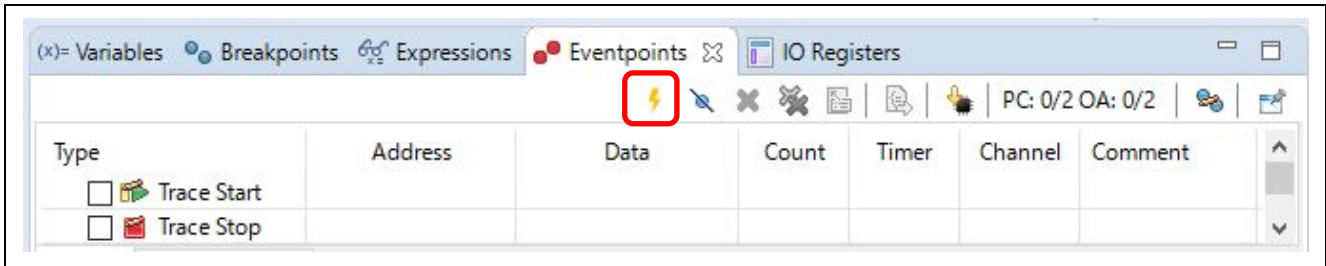 (x)= Variables Breakpoints Expressions Eventpoints IO Registers
PC: 0/2 OA: 0/2
Type Address Data Count Timer Channel Comment
Trace Start
Trace Stop